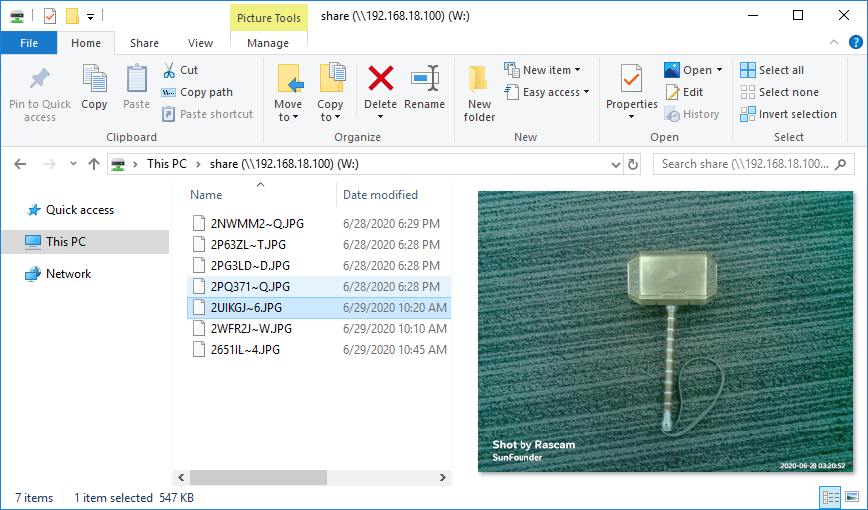 Picture Tools
share (\\192.168.18.100) (W:)
File
Home
Share
View
Manage
Pin to Quick
access
Copy
Paste
Cut
Copy path
Paste shortcut
Clipboard
Move
to
Copy
to
Delete
Rename
Organize
New
folder
New item
Easy access
New
Properties
Open
Edit
History
Open
Select all
Select none
Invert selection
Select
This PC
share (\\192.168.18.100) (W:)
Search share (\\192.168.18.100...
Quick access
This PC
Network
Name
Date modified
2NWMM2~Q.JPG 6/28/2020 6:29 PM
2P63ZL~T.JPG 6/28/2020 6:28 PM
2PG3LD~D.JPG 6/28/2020 6:28 PM
2PQ371~Q.JPG 6/28/2020 6:28 PM
2UIKGJ~6.JPG 6/29/2020 10:20 AM
2WFR2J~W.JPG 6/29/2020 10:10 AM
2651IL~4.JPG 6/29/2020 10:45 AM
Shot by Rascam
SunFounder
2020-06-29 03:20:52
7 items
1 item selected 547 KB